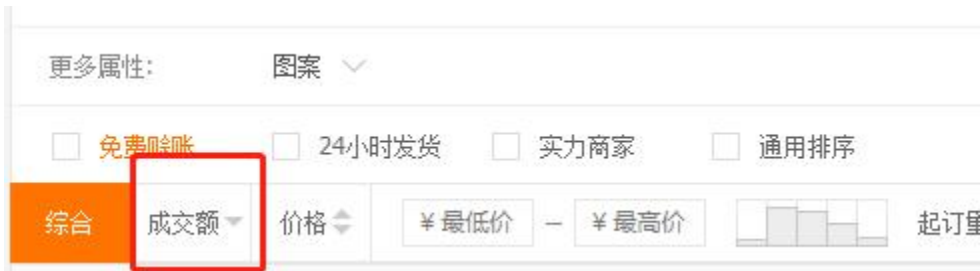 更多属性： 图案
免费赊账 24小时发货 实力商家 通用排序
综合 成交额 价格 ¥ 最低价 – ¥ 最高价 起订量